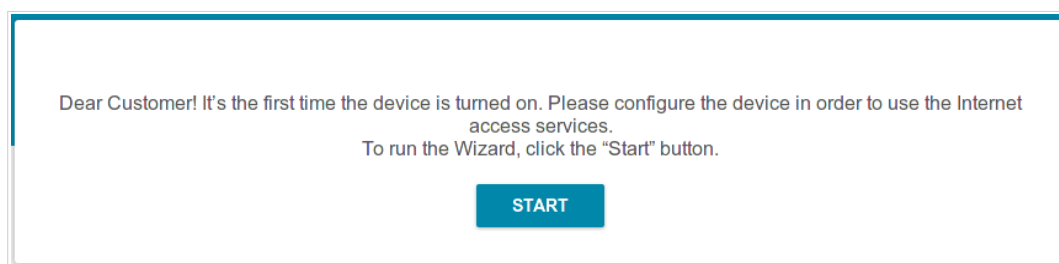 Dear Customer! It's the first time the device is turned on. Please configure the device in order to use the Internet
access services.
To run the Wizard, click the “Start” button.
START